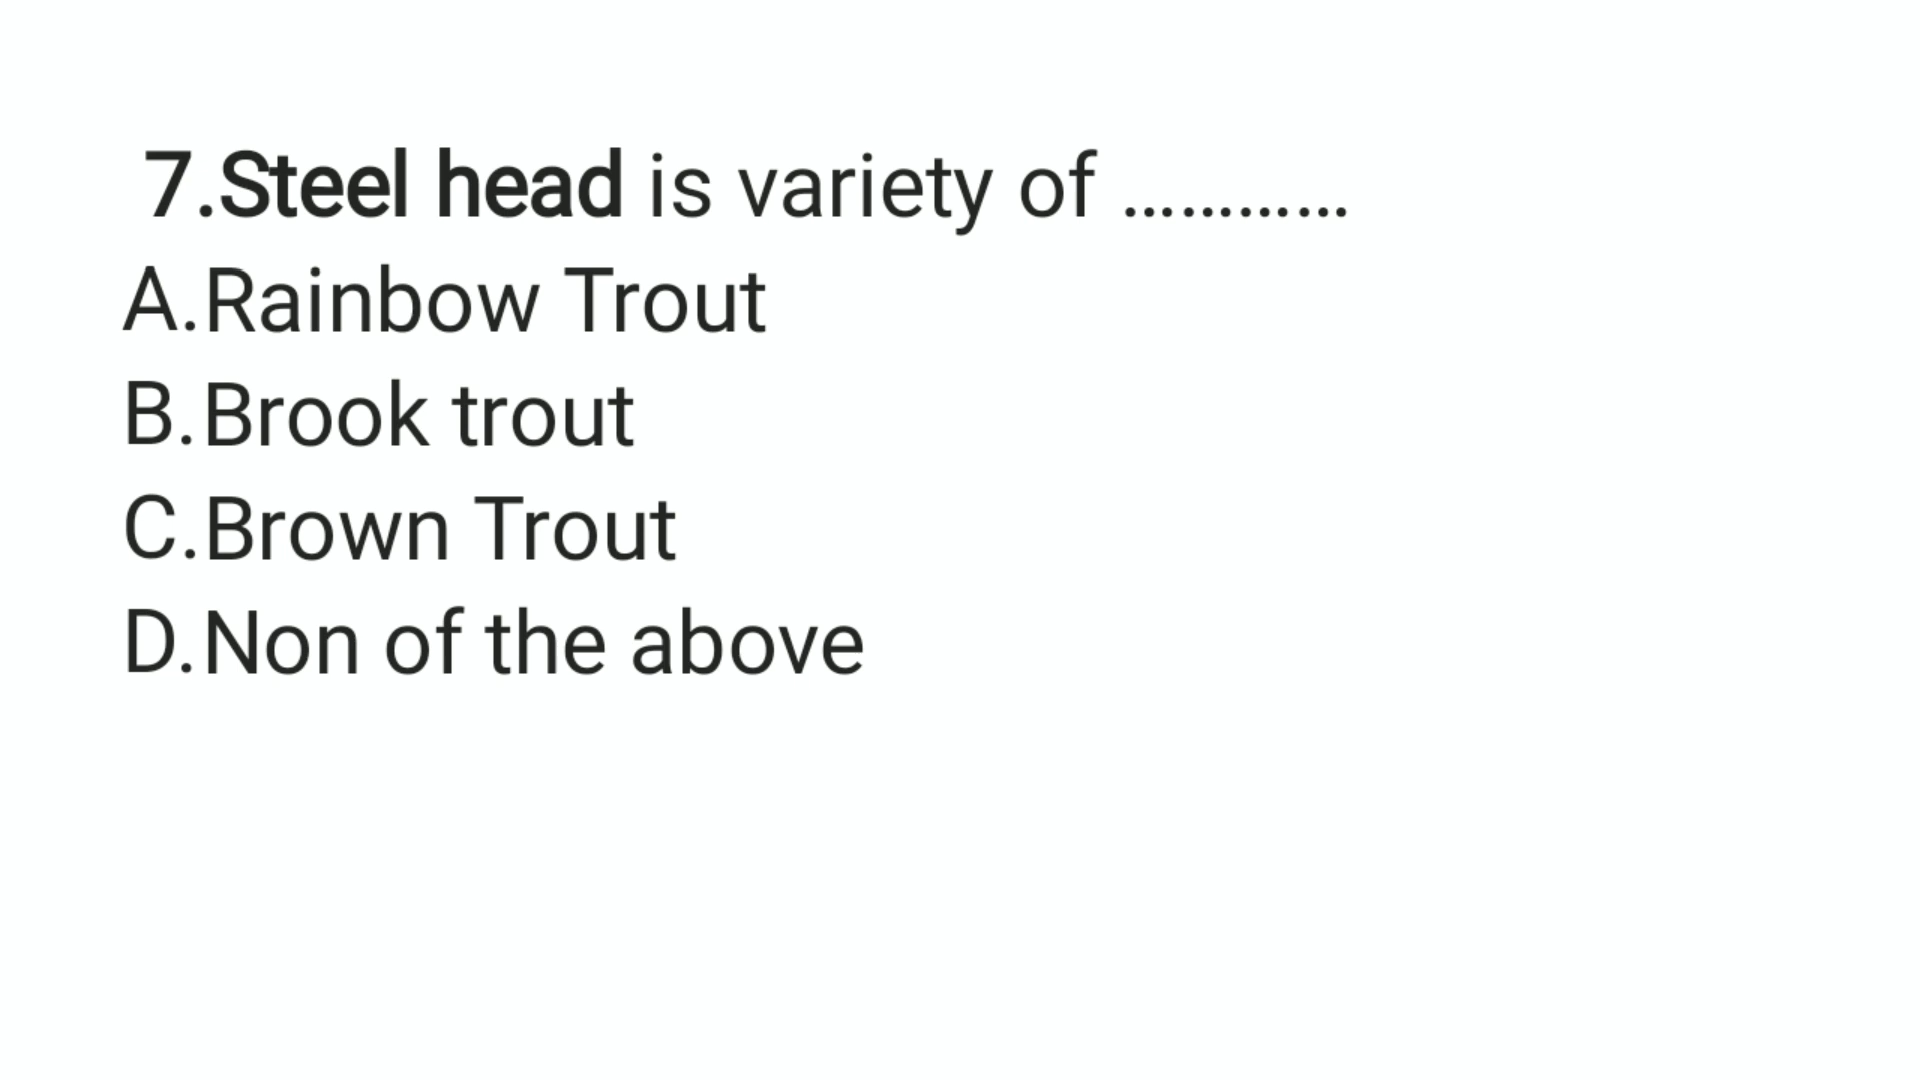 7.Steel head is variety of …………
A.Rainbow Trout
B.Brook trout
C.Brown Trout
D.Non of the above